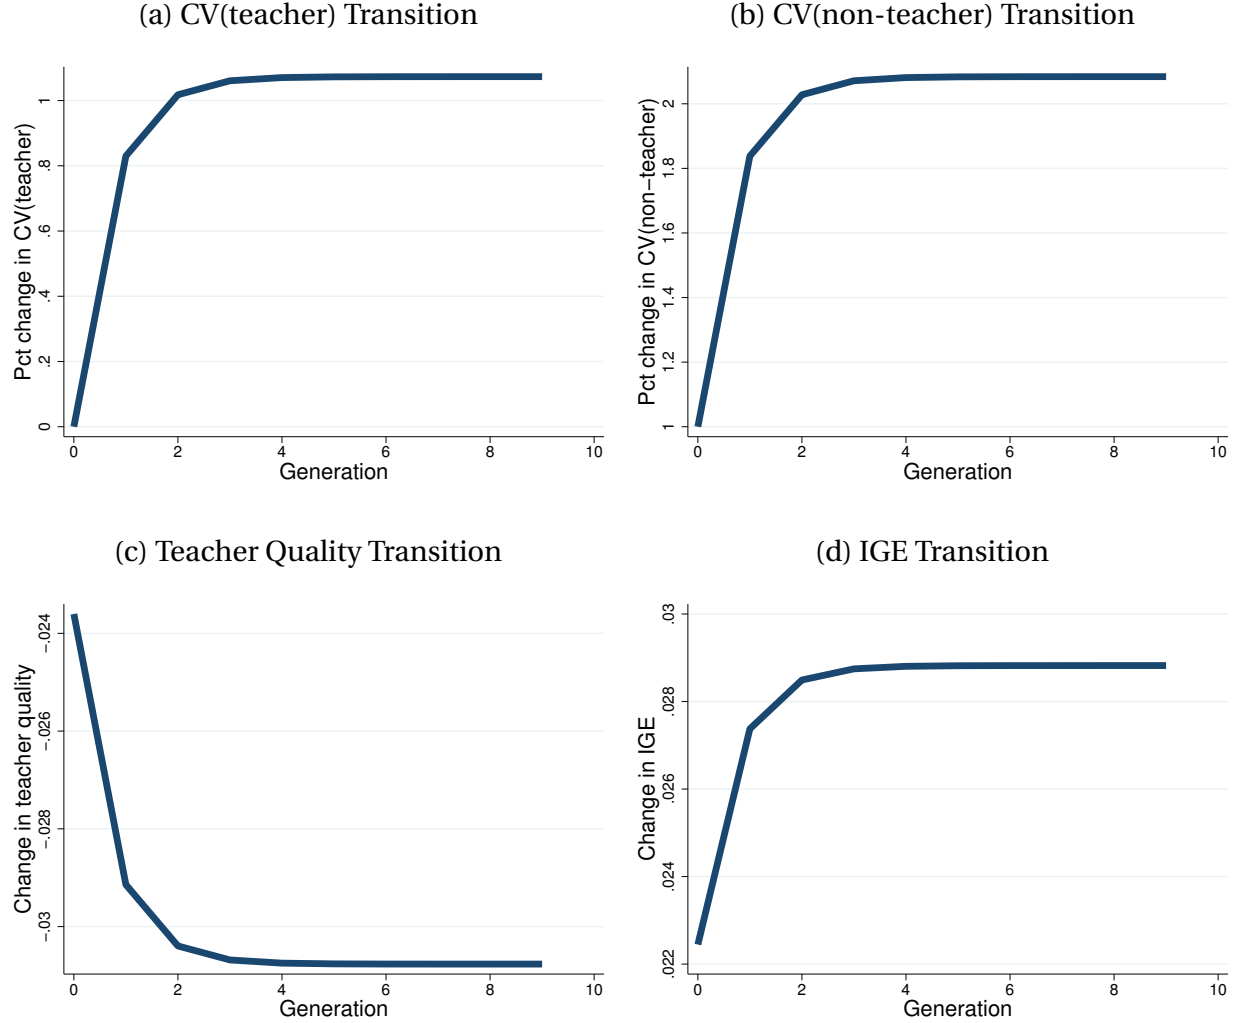 (a) CV(teacher) Transition
Pct change in CV(teacher)
1
.8
.6
.4
.2
0
0 2 4 6 8 10
Generation
(b) CV(non-teacher) Transition
Pct change in CV(non−teacher)
2
1.8
1.6
1.4
1.2
1
0 2 4 6 8 10
Generation
(c) Teacher Quality Transition
Change in teacher quality
−.024
−.026
−.028
−.03
0 2 4 6 8 10
Generation
(d) IGE Transition
Change in IGE
.03
.028
.026
.024
.022
0 2 4 6 8 10
Generation